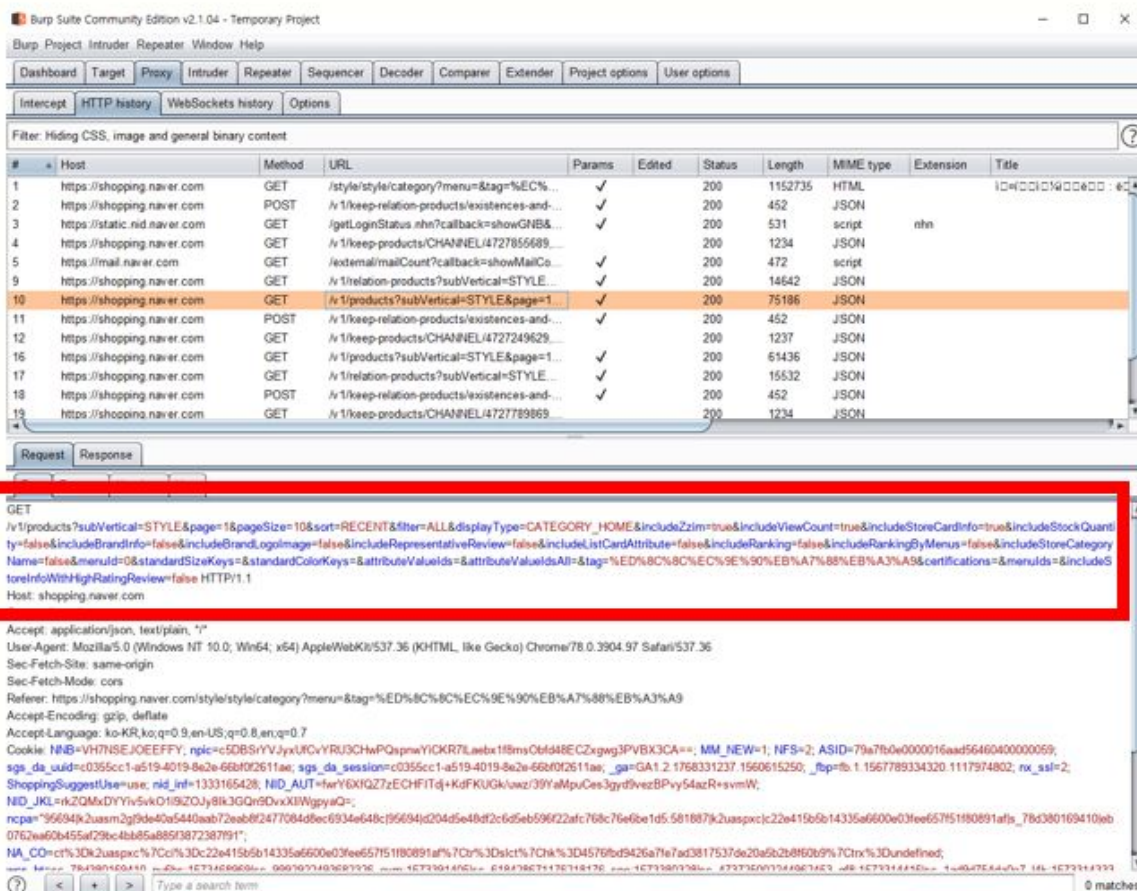 Burp Suite Community Edition v2.1.04 - Temporary Project
Burp Project Intruder Repeater Window Help
Dashboard Target Proxy Intruder Repeater Sequencer Decoder Comparer Extender Project options User options
Intercept HTTP history WebSockets history Options
Filter: Hiding CSS, image and general binary content
# Host Method URL Params Edited Status Length MIME type Extension Title
1 https://shopping.naver.com GET /style/style/category?menu=&tag=%EC%... ✓ 200 1152735 HTML
2 https://shopping.naver.com POST /v1/keep-products/existences-and-... ✓ 200 452 JSON
3 https://static.nid.naver.com GET /getLoginStatus.nhn?callback=showGNB&... ✓ 200 531 script nhn
4 https://shopping.naver.com GET /v1/keep-products/CHANNEL/4727855689,... 200 1234 JSON
5 https://mail.naver.com GET /external/mailCount?callback=showMailCo... ✓ 200 472 script
9 https://shopping.naver.com GET /v1/relation-products?subVertical=STYLE... ✓ 200 14642 JSON
10 https://shopping.naver.com GET /v1/products?subVertical=STYLE&page=1... ✓ 200 75186 JSON
11 https://shopping.naver.com POST /v1/keep-relation-products/existences-and-... ✓ 200 452 JSON
12 https://shopping.naver.com GET /v1/keep-products/CHANNEL/4727249629,... 200 1237 JSON
16 https://shopping.naver.com GET /v1/products?subVertical=STYLE&page=1... ✓ 200 61436 JSON
17 https://shopping.naver.com GET /v1/relation-products?subVertical=STYLE... ✓ 200 15532 JSON
18 https://shopping.naver.com POST /v1/keep-relation-products/existences-and-... ✓ 200 452 JSON
19 https://shopping.naver.com GET /v1/keep-products/CHANNEL/4727789869... 200 1234 JSON
Request Response
GET
/v1/products?subVertical=STYLE&page=1&pageSize=10&sort=RECENT&filter=ALL&displayType=CATEGORY_HOME&includeZzim=true&includeViewCount=true&includeStoreCardInfo=true&includeStockQuanti
ty=false&includeBrandInfo=false&includeBrandLogoImage=false&includeRepresentativeReview=false&includeListCardAttribute=false&includeRanking=false&includeRankingByMenus=false&includeStoreCategory
Name=false&menuId=0&standardSizeKeys=&standardColorKeys=&attributeValueIds=&attributeValueIdsAll=&tag=%ED%8C%8C%EC%9E%90%EB%A7%88%EB%A3%A9&certifications=&menuIds=&includeS
toreInfoWithHighRatingReview=false HTTP/1.1
Host: shopping.naver.com
Accept: application/json, text/plain, */*
User-Agent: Mozilla/5.0 (Windows NT 10.0; Win64; x64) AppleWebKit/537.36 (KHTML, like Gecko) Chrome/78.0.3904.97 Safari/537.36
Sec-Fetch-Site: same-origin
Sec-Fetch-Mode: cors
Referer: https://shopping.naver.com/style/style/category?menu=&tag=%ED%8C%8C%EC%9E%90%EB%A7%88%EB%A3%A9
Accept-Encoding: gzip, deflate
Accept-Language: ko-KR,ko;q=0.9,en-US;q=0.8,en;q=0.7
Cookie: MM_NEW=1; NFS=2;
nx_ssl=2;
ShoppingSuggestUse=use; nid_inf=1333165428;
Type a search term 0 matches